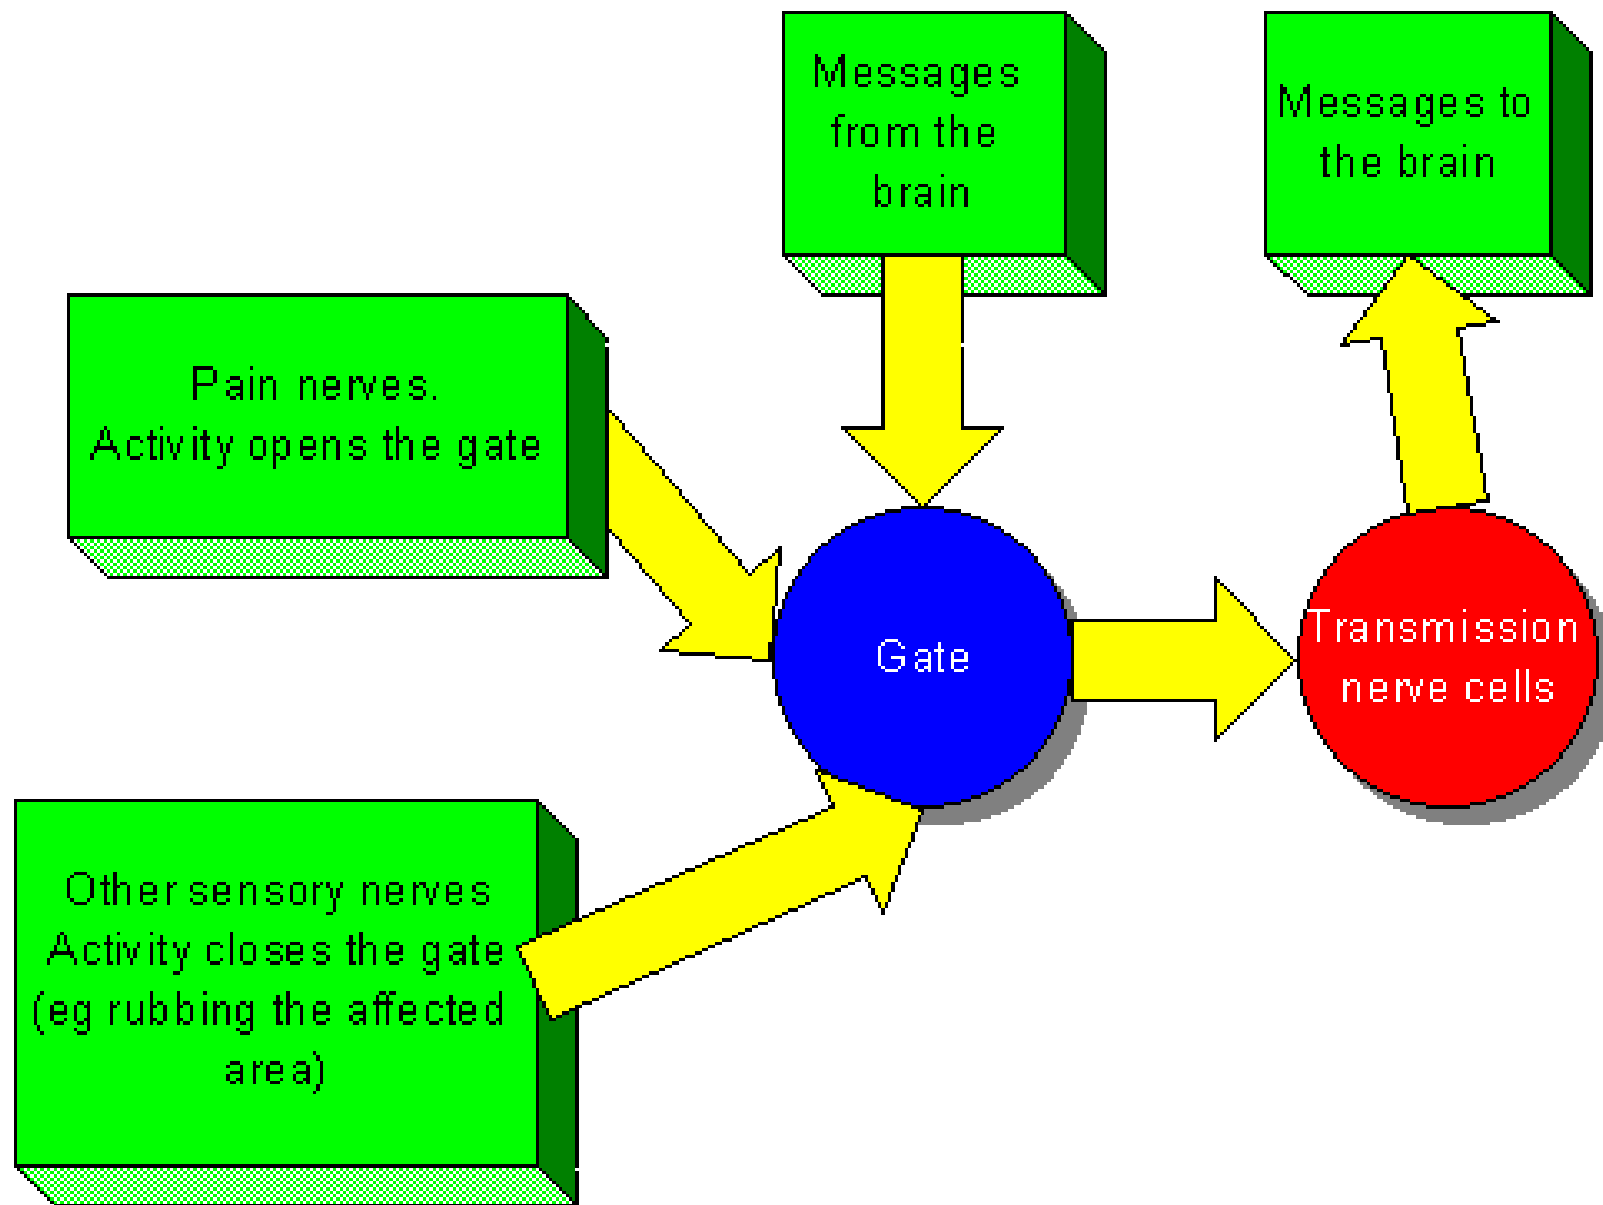 Messages
from the
brain
Messages to
the brain
Pain nerves.
Activity opens the gate
Gate
Transmission
nerve cells
Other sensory nerves
Activity closes the gate
(eg rubbing the affected
area)